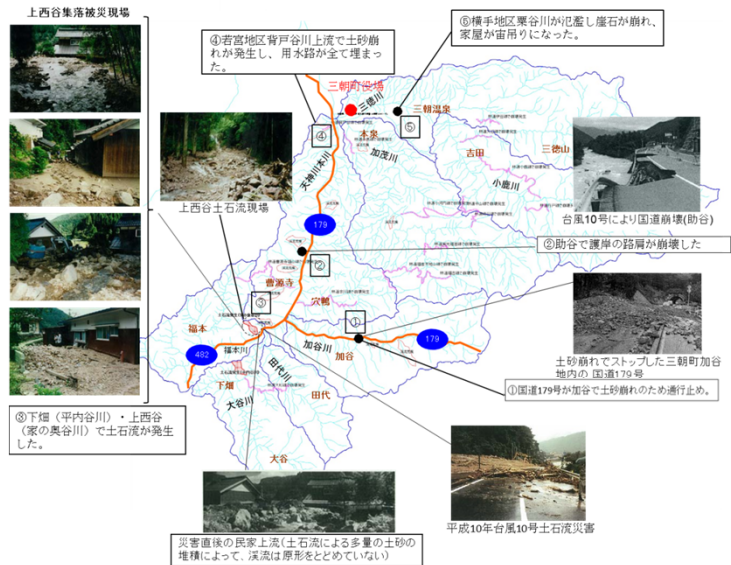 上西谷集落被災現場
④若宮地区背戸谷川上流で土砂崩
れが発生し、用水路が全て埋まっ
た。
⑤横手地区栗谷川が氾濫し崖石が崩れ、
家屋が宙吊りになった。
三朝町役場
三徳川
三朝温泉
④
⑤
本泉
加茂川
吉田
三徳山
小鹿川
天神川本川
上西谷土石流現場
台風10号により国道崩壊(助谷)
179
②助谷で護岸の路肩が崩壊した
②
曹源寺
③
穴鴨
①
福本
福本川
482
加谷川
加谷
179
土砂崩れでストップした三朝町加谷
地内の 国道179号
下畑
田代川
田代
大谷川
大谷
①国道179号が加谷で土砂崩れのため通行止め。
③下畑（平内谷川）・上西谷
（家の奥谷川）で土石流が発生
した。
平成10年台風10号土石流災害
災害直後の民家上流（土石流による多量の土砂の
堆積によって、渓流は原形をとどめていない）